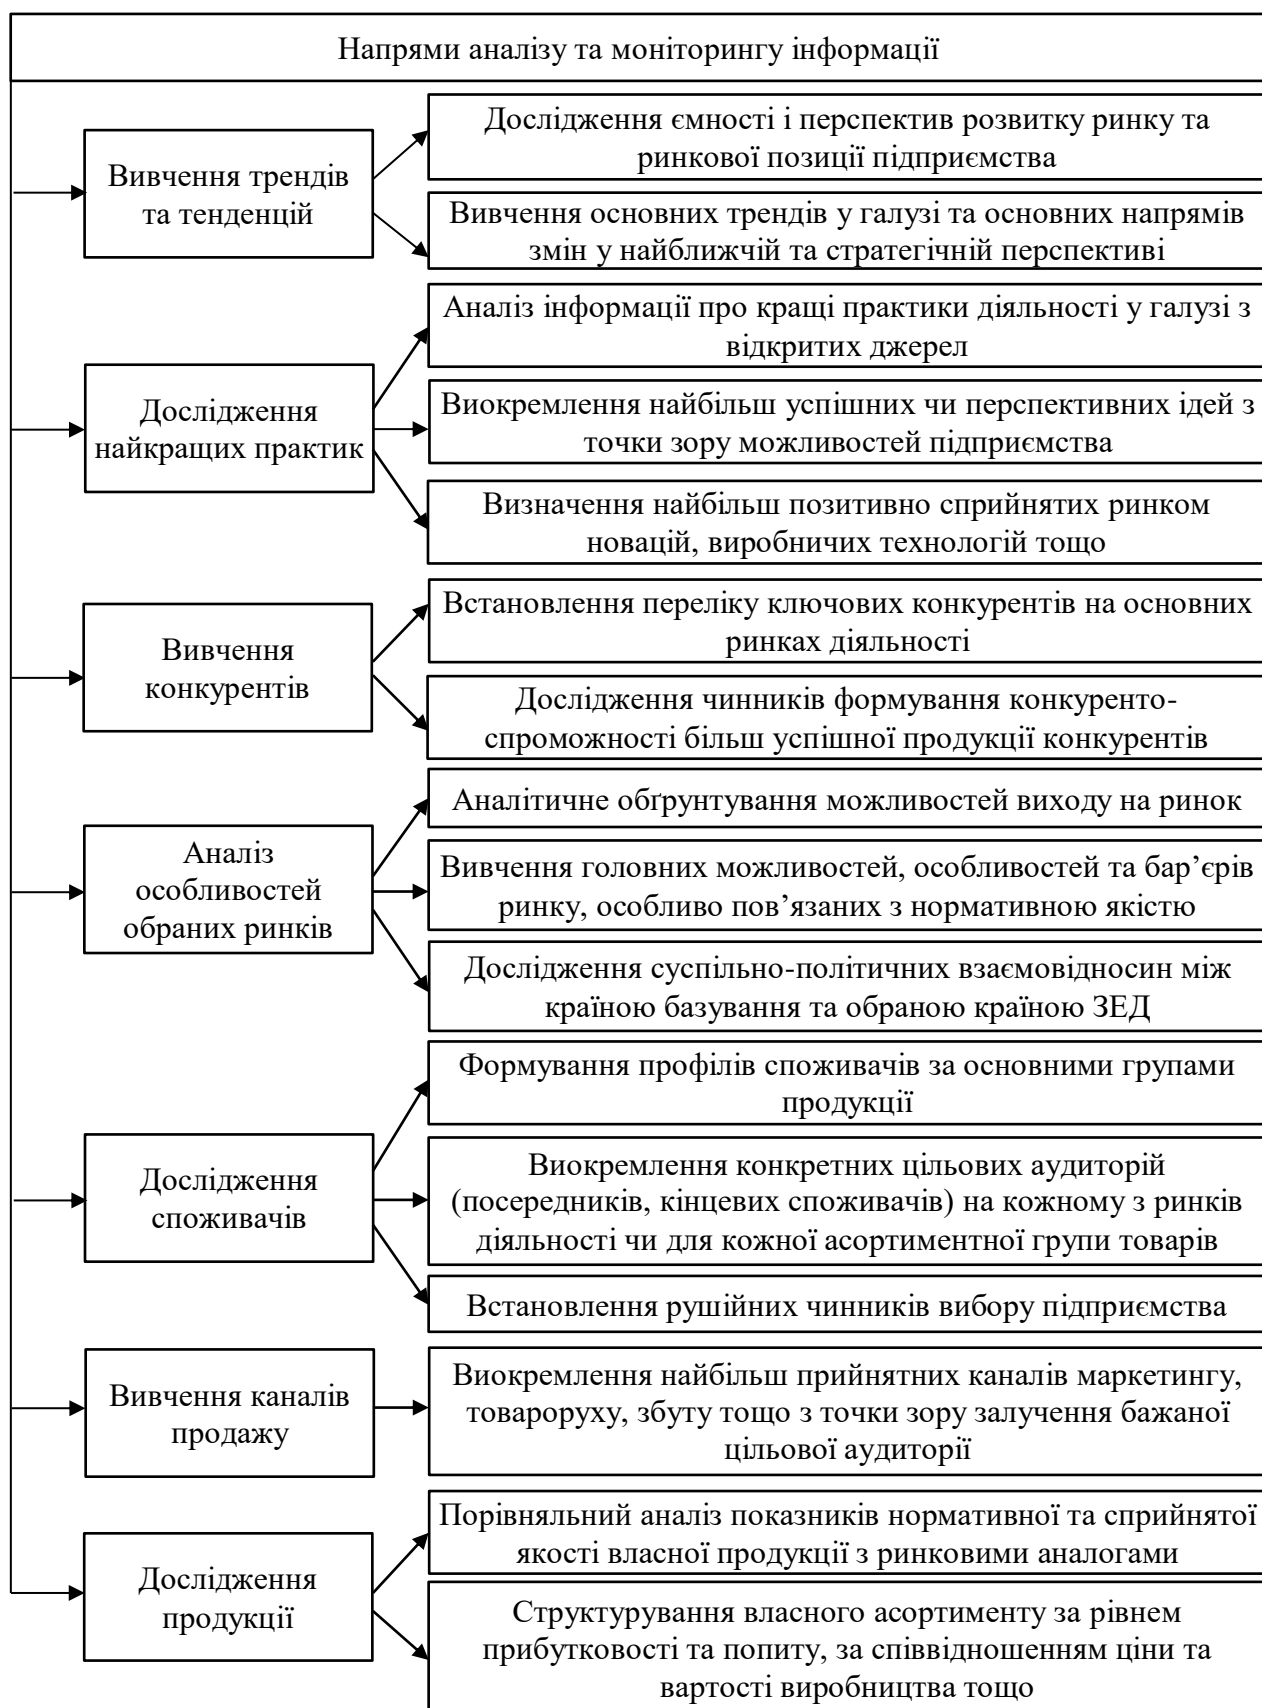 Напрями аналізу та моніторингу інформації
Вивчення трендів
та тенденцій
Дослідження ємності і перспектив розвитку ринку та
ринкової позиції підприємства
Вивчення основних трендів у галузі та основних напрямів
змін у найближчій та стратегічній перспективі
Дослідження
найкращих практик
Аналіз інформації про кращі практики діяльності у галузі з
відкритих джерел
Виокремлення найбільш успішних чи перспективних ідей з
точки зору можливостей підприємства
Визначення найбільш позитивно сприйнятих ринком
новацій, виробничих технологій тощо
Вивчення
конкурентів
Встановлення переліку ключових конкурентів на основних
ринках діяльності
Дослідження чинників формування конкуренто-
спроможності більш успішної продукції конкурентів
Аналіз
особливостей
обраних ринків
Аналітичне обґрунтування можливостей виходу на ринок
Вивчення головних можливостей, особливостей та бар’єрів
ринку, особливо пов’язаних з нормативною якістю
Дослідження суспільно-політичних взаємовідносин між
країною базування та обраною країною ЗЕД
Дослідження
споживачів
Формування профілів споживачів за основними групами
продукції
Виокремлення конкретних цільових аудиторій
(посередників, кінцевих споживачів) на кожному з ринків
діяльності чи для кожної асортиментної групи товарів
Встановлення рушійних чинників вибору підприємства
Вивчення каналів
продажу
Виокремлення найбільш прийнятних каналів маркетингу,
товароруху, збуту тощо з точки зору залучення бажаної
цільової аудиторії
Дослідження
продукції
Порівняльний аналіз показників нормативної та сприйнятої
якості власної продукції з ринковими аналогами
Структурування власного асортименту за рівнем
прибутковості та попиту, за співвідношенням ціни та
вартості виробництва тощо